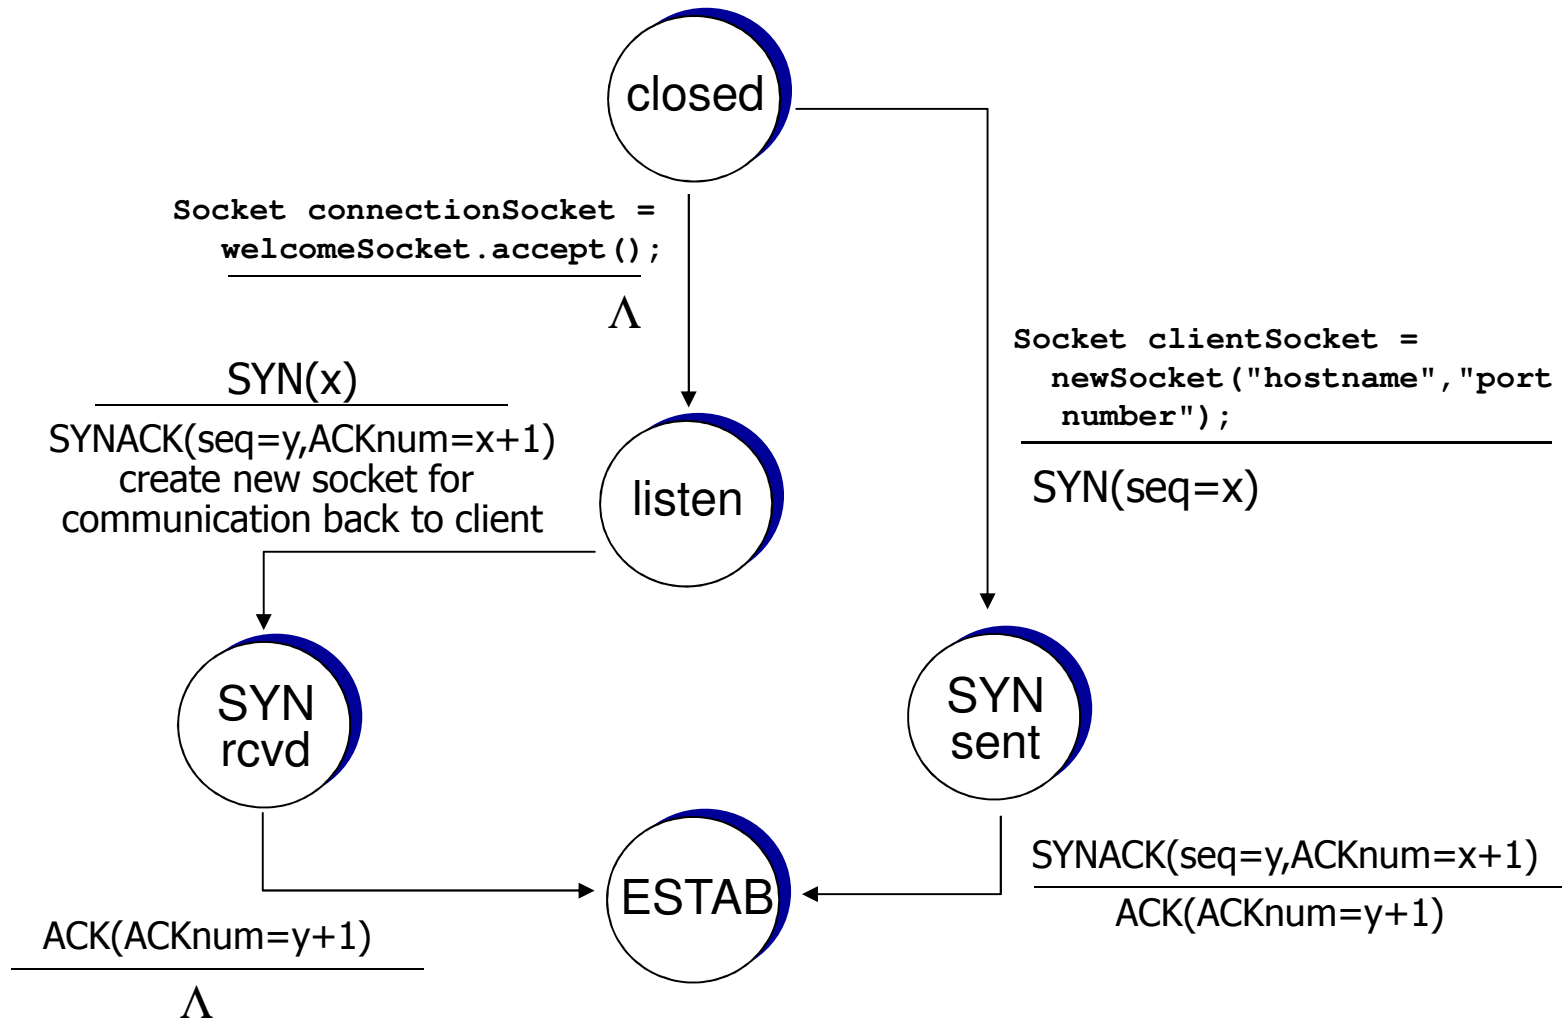 closed
Socket connectionSocket =
welcomeSocket.accept();
Λ
Socket clientSocket =
newSocket("hostname","port
number");
SYN(seq=x)
SYN(x)
SYNACK(seq=y,ACKnum=x+1)
create new socket for
communication back to client
listen
SYN
rcvd
SYN
sent
ESTAB
SYNACK(seq=y,ACKnum=x+1)
ACK(ACKnum=y+1)
ACK(ACKnum=y+1)
Λ